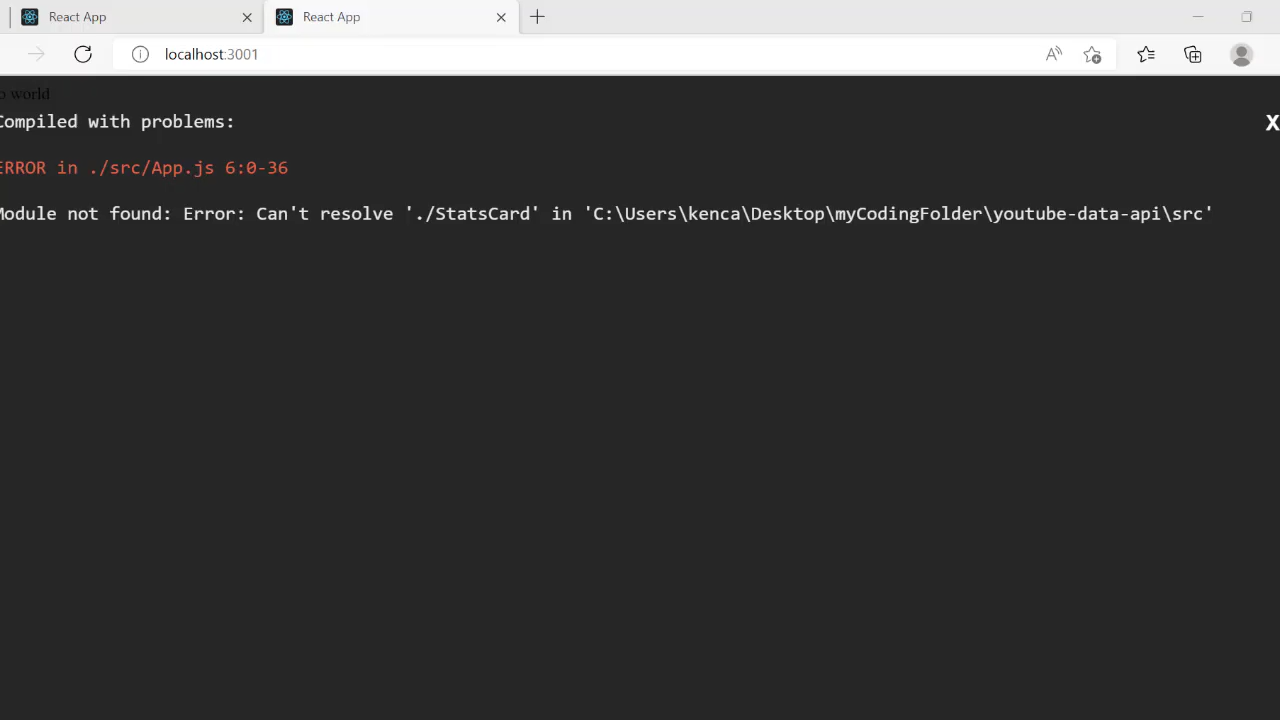 React App
React App
localhost:3001
o world
Compiled with problems:
X
ERROR in ./src/App.js 6:0-36
Module not found: Error: Can't resolve './StatsCard' in 'C:\Users\kenca\Desktop\myCodingFolder\youtube-data-api\src'